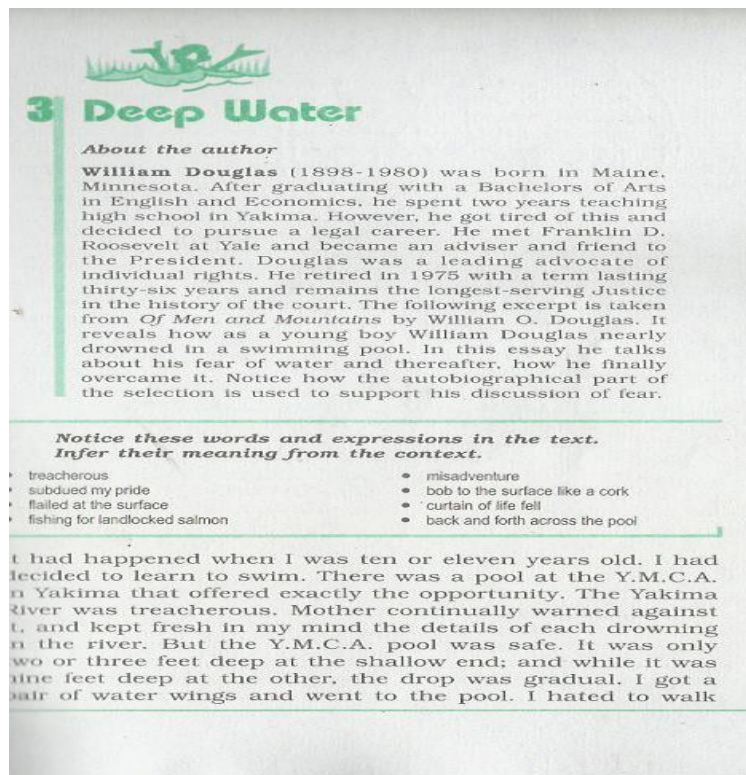 3 Deep Water
About the author
William Douglas (1898-1980) was born in Maine,
Minnesota. After graduating with a Bachelors of Arts
in English and Economics, he spent two years teaching
high school in Yakima. However, he got tired of this and
decided to pursue a legal career. He met Franklin D.
Roosevelt at Yale and became an adviser and friend to
the President. Douglas was a leading advocate of
individual rights. He retired in 1975 with a term lasting
thirty-six years and remains the longest-serving Justice
in the history of the court. The following excerpt is taken
from Of Men and Mountains by William O. Douglas. It
reveals how as a young boy William Douglas nearly
drowned in a swimming pool. In this essay he talks
about his fear of water and thereafter, how he finally
overcame it. Notice how the autobiographical part of
the selection is used to support his discussion of fear.
Notice these words and expressions in the text.
Infer their meaning from the context.
• treacherous
• subdued my pride
• flailed at the surface
• fishing for landlocked salmon
• misadventure
• bob to the surface like a cork
• curtain of life fell
• back and forth across the pool
t had happened when I was ten or eleven years old. I had
decided to learn to swim. There was a pool at the Y.M.C.A.
n Yakima that offered exactly the opportunity. The Yakima
River was treacherous. Mother continually warned against
t, and kept fresh in my mind the details of each drowning
n the river. But the Y.M.C.A. pool was safe. It was only
wo or three feet deep at the shallow end; and while it was
nine feet deep at the other, the drop was gradual. I got a
pair of water wings and went to the pool. I hated to walk